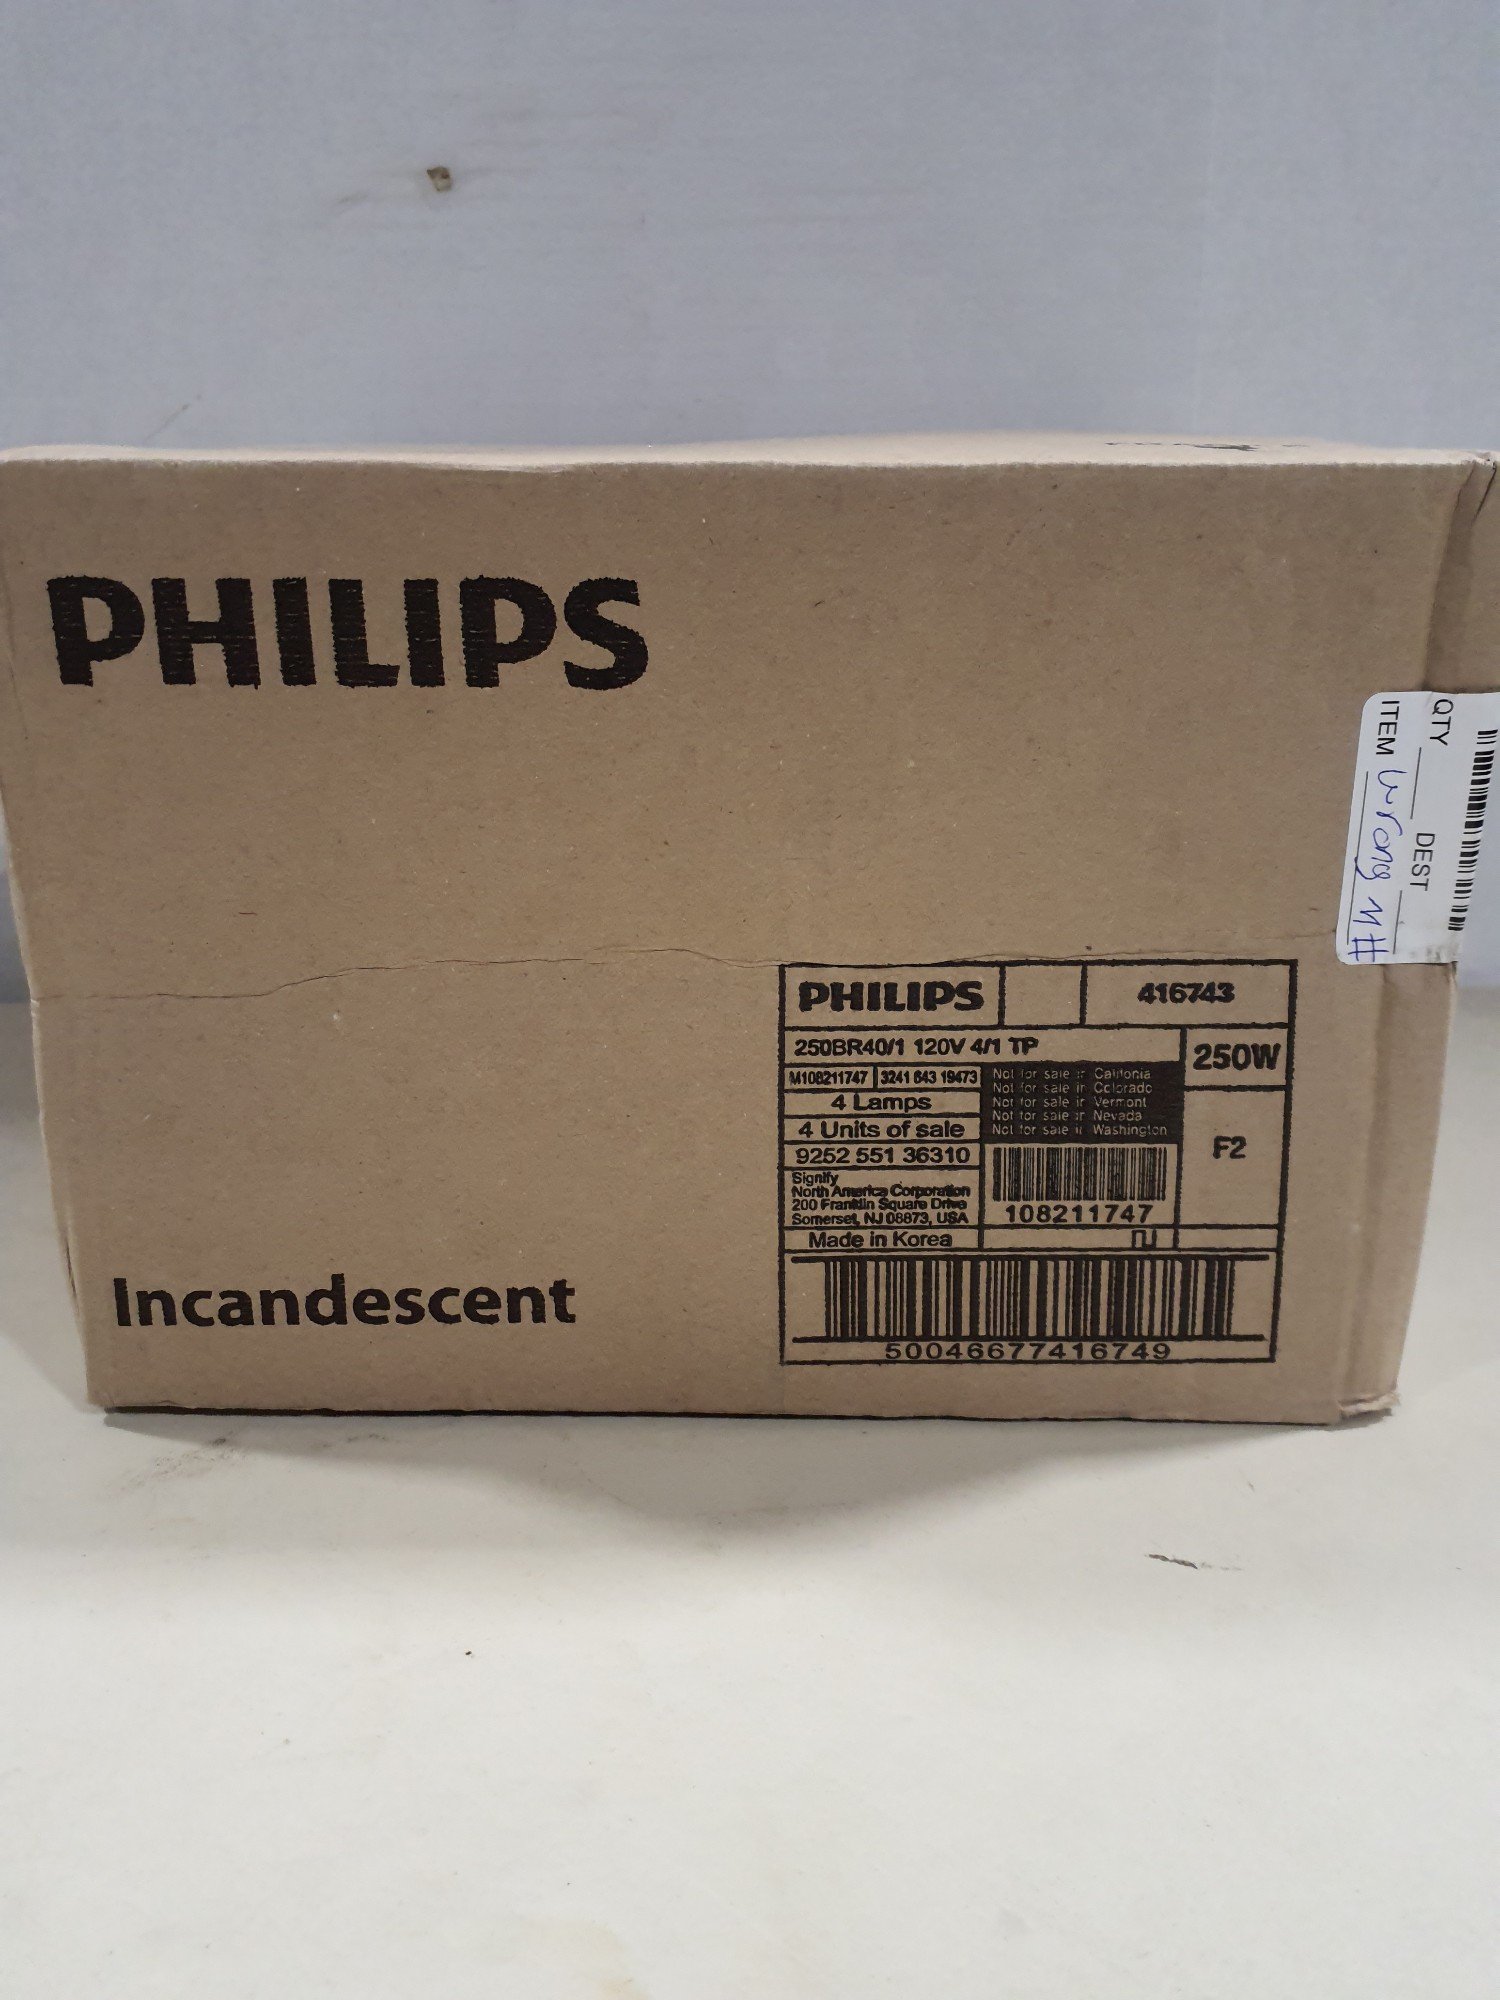 PHILIPS
QTY ____ DEST ____
ITEM Wrong M#
PHILIPS 416743
250BR40/1 120V 4/1 TP
250W
M108211747 3241 643 19473
Not for sale in California
Not for sale in Colorado
Not for sale in Vermont
Not for sale in Nevada
Not for sale in Washington
4 Lamps
4 Units of sale
F2
9252 551 36310
Signify
North America Corporation
200 Franklin Square Drive
Somerset, NJ 08873, USA
108211747
Made in Korea
Incandescent
50046677416749